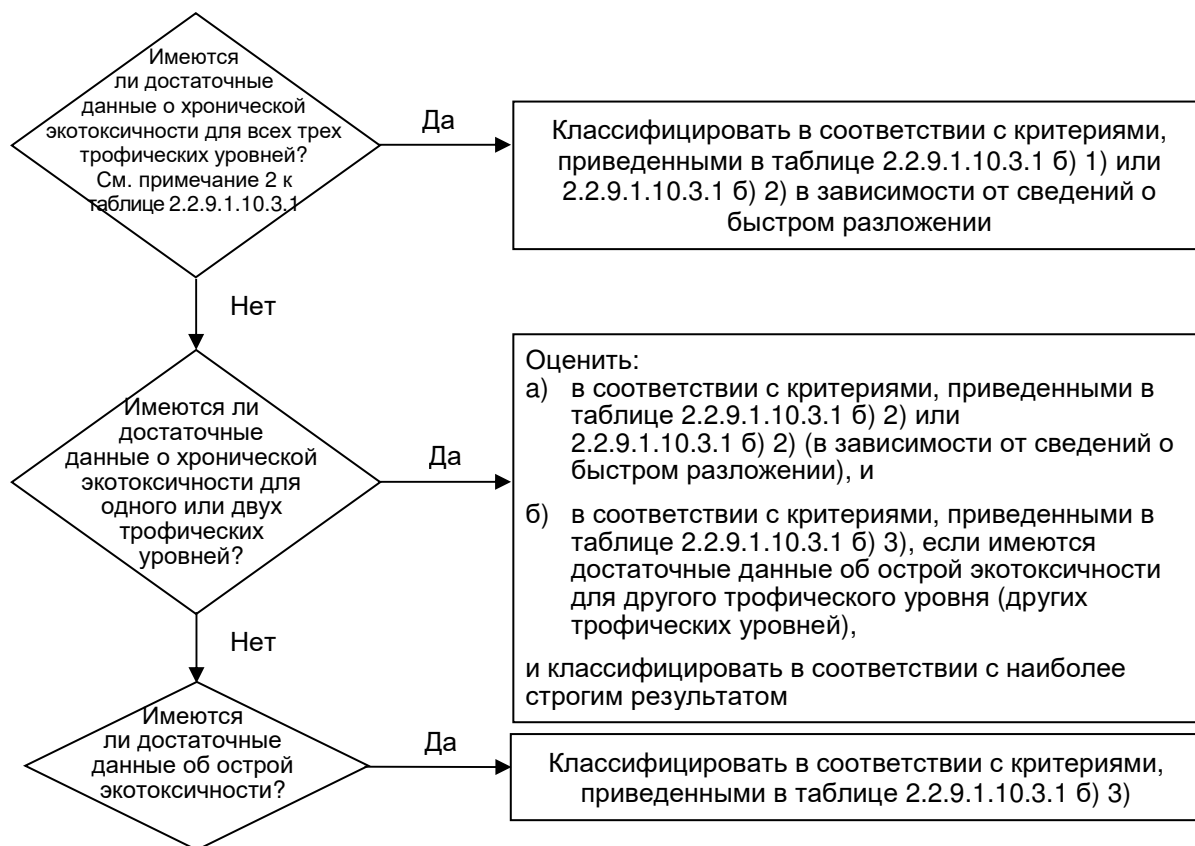 Имеются
ли достаточные
данные о хронической
экотоксичности для всех трех
трофических уровней?
См. примечание 2 к
таблице 2.2.9.1.10.3.1
Да
Классифицировать в соответствии с критериями,
приведенными в таблице 2.2.9.1.10.3.1 б) 1) или
2.2.9.1.10.3.1 б) 2) в зависимости от сведений о
быстром разложении
Нет
Имеются ли
достаточные
данные о хронической
экотоксичности для
одного или двух
трофических
уровней?
Да
Оценить:
а) в соответствии с критериями, приведенными в
таблице 2.2.9.1.10.3.1 б) 2) или
2.2.9.1.10.3.1 б) 2) (в зависимости от сведений о
быстром разложении), и
б) в соответствии с критериями, приведенными в
таблице 2.2.9.1.10.3.1 б) 3), если имеются
достаточные данные об острой экотоксичности
для другого трофического уровня (других
трофических уровней),
и классифицировать в соответствии с наиболее
строгим результатом
Нет
Имеются
ли достаточные
данные об острой
экотоксичности?
Да
Классифицировать в соответствии с критериями,
приведенными в таблице 2.2.9.1.10.3.1 б) 3)